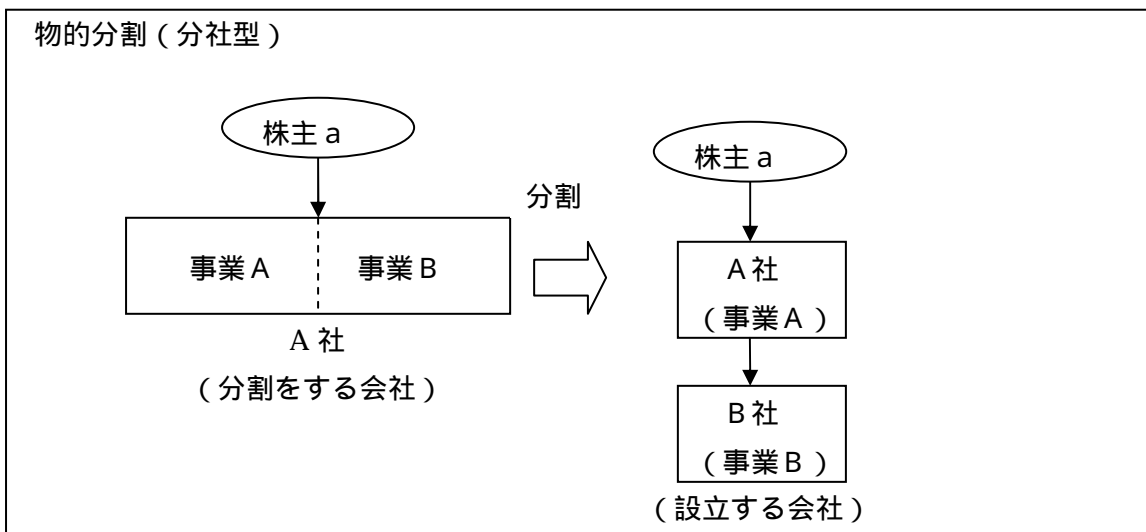 物的分割（分社型）
株主ａ
事業Ａ
事業Ｂ
A 社
（分割をする会社）
分割
株主ａ
Ａ社
（事業Ａ）
Ｂ社
（事業Ｂ）
（設立する会社）